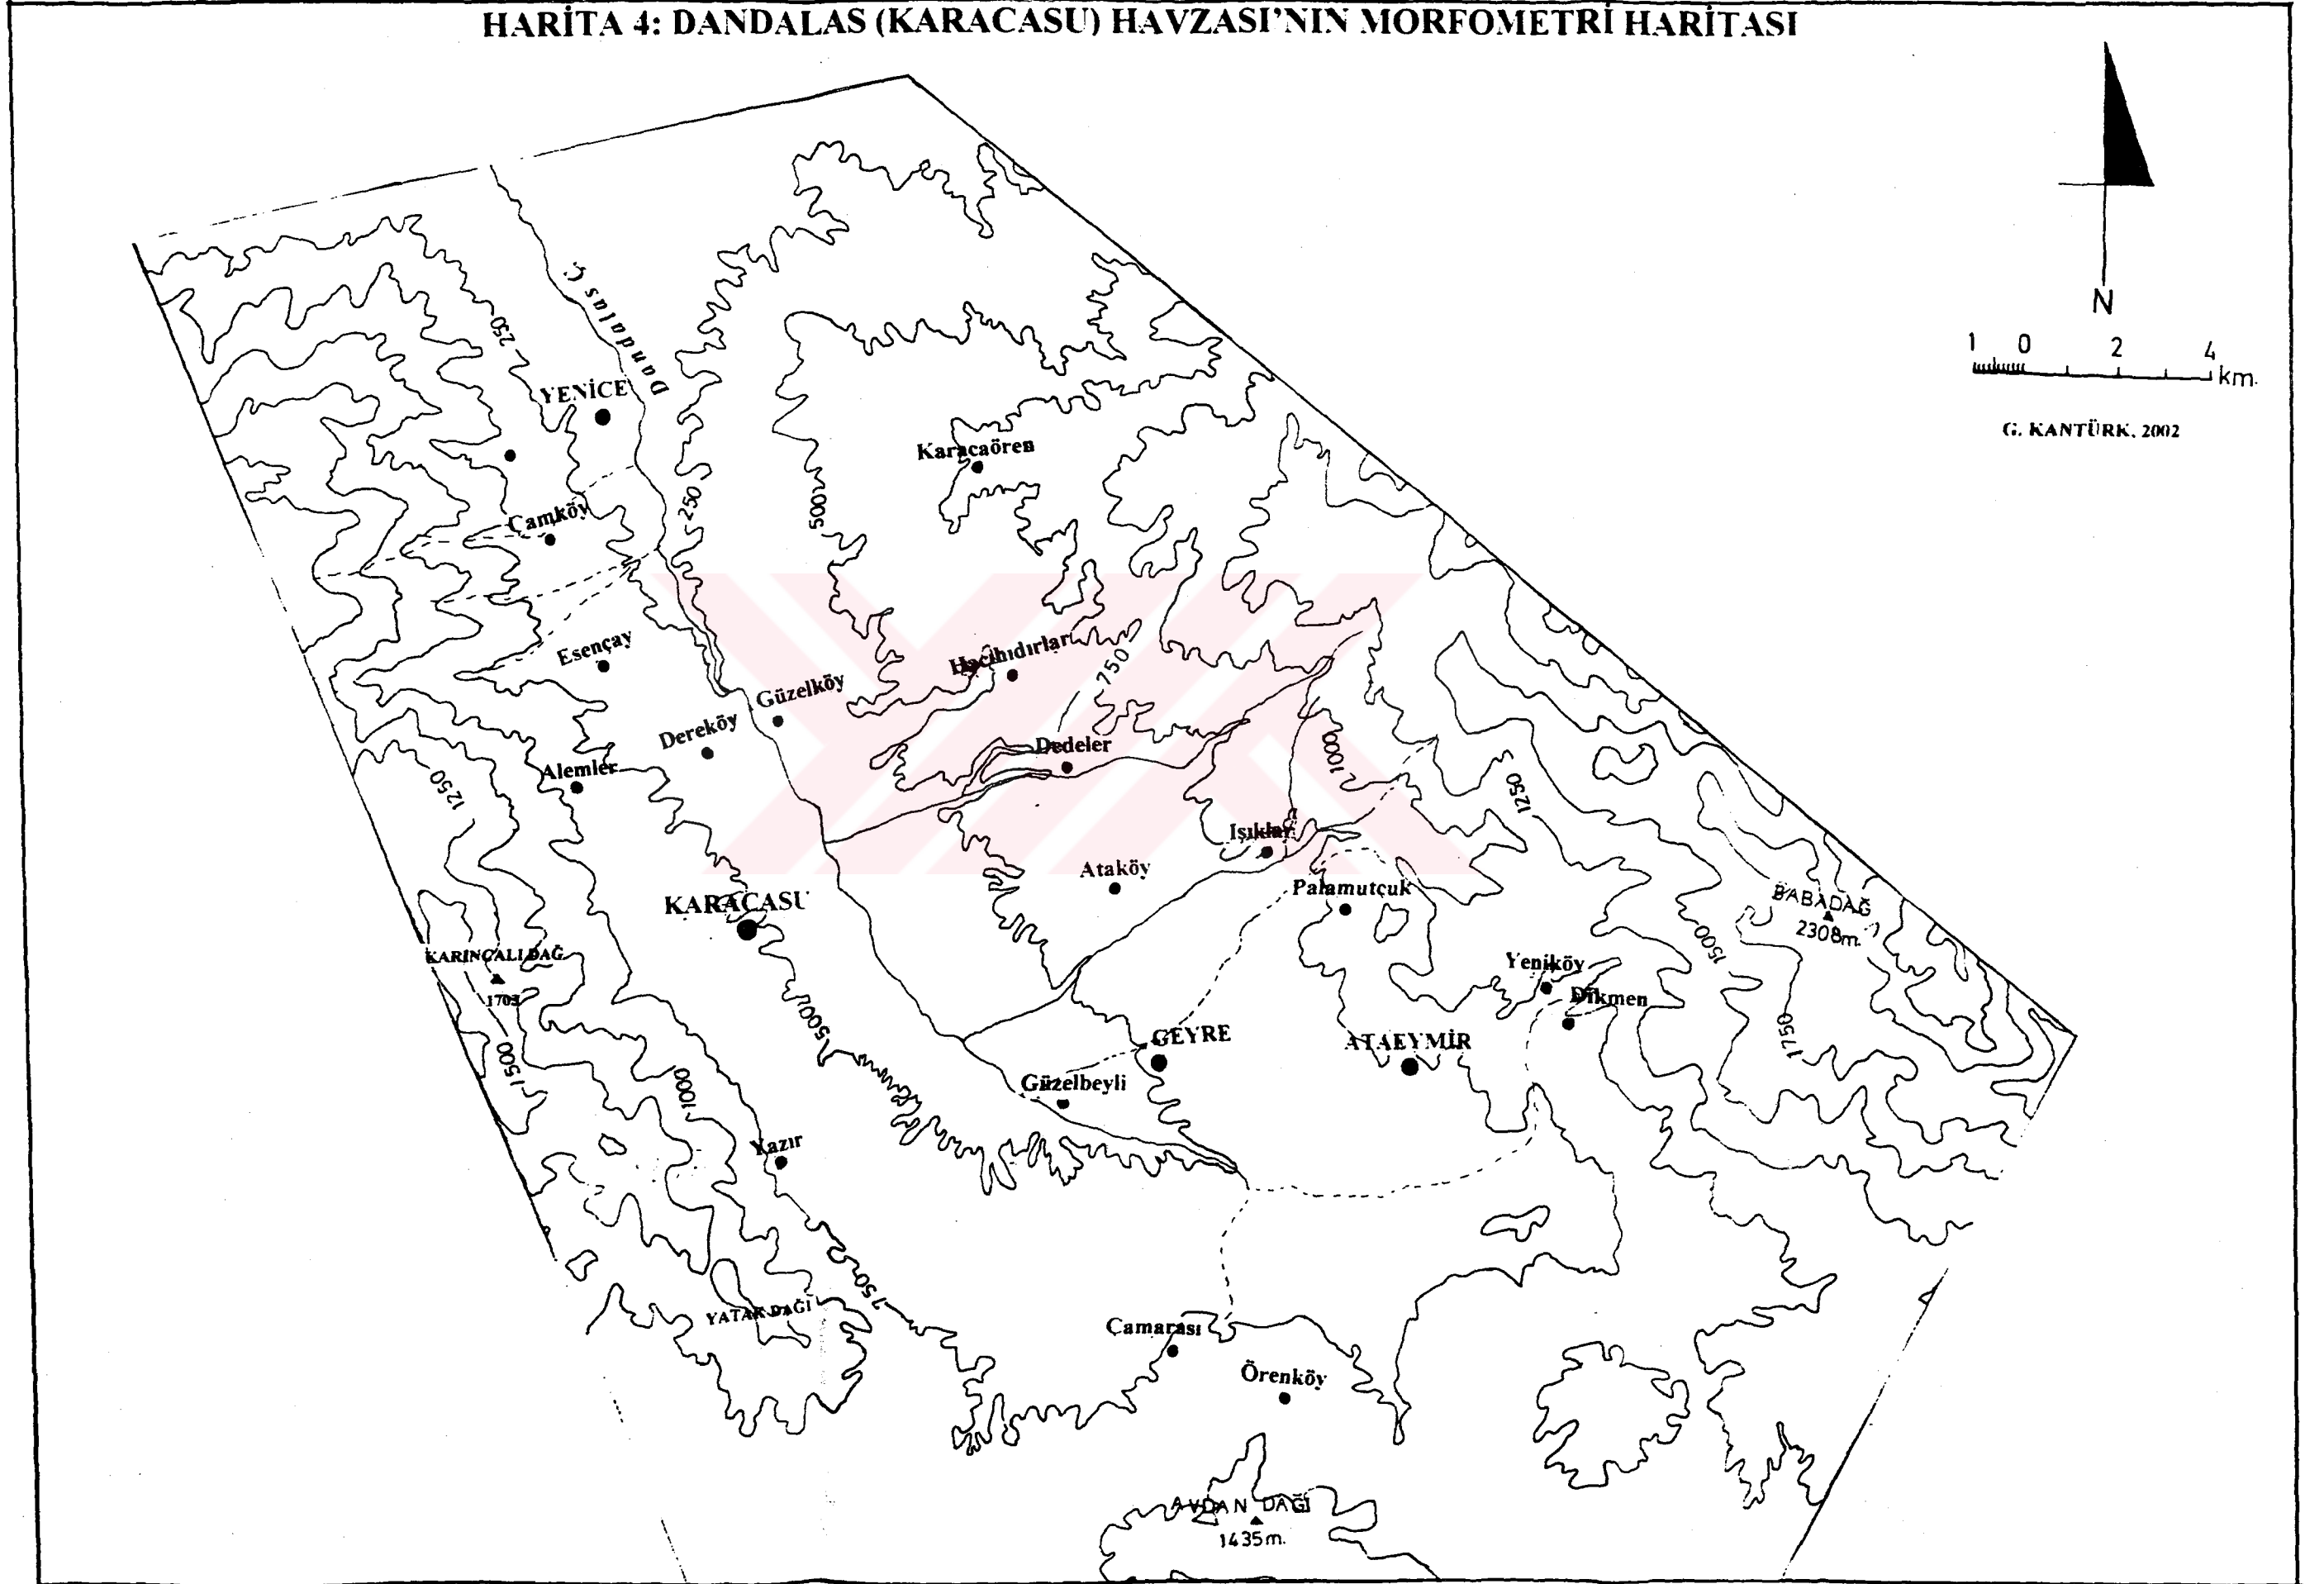 HARİTA 4: DANDALAS (KARACASU) HAVZASI'NIN MORFOMETRİ HARİTASI
N
1 0 2 4 km.
G. KANTÜRK, 2002
Dandalas Ç.
250
YENİCE
Karacaören
500
250
Çamköy
Esençay
Hacıhıdırlar
750
Güzelköy
Dereköy
Dedeler
1000
Alemler
1250
1250
Işıklar
Ataköy
Palamutçuk
KARACASU
BABADAĞ
2308m.
1500
KARINCALI DAĞ
1703
Yeniköy
Dikmen
500
1750
GEYRE
ATAEYMİR
1500
Güzelbeyli
1000
Yazır
750
YATAK DAĞI
Çamarası
Örenköy
AVDAN DAĞI
1435m.